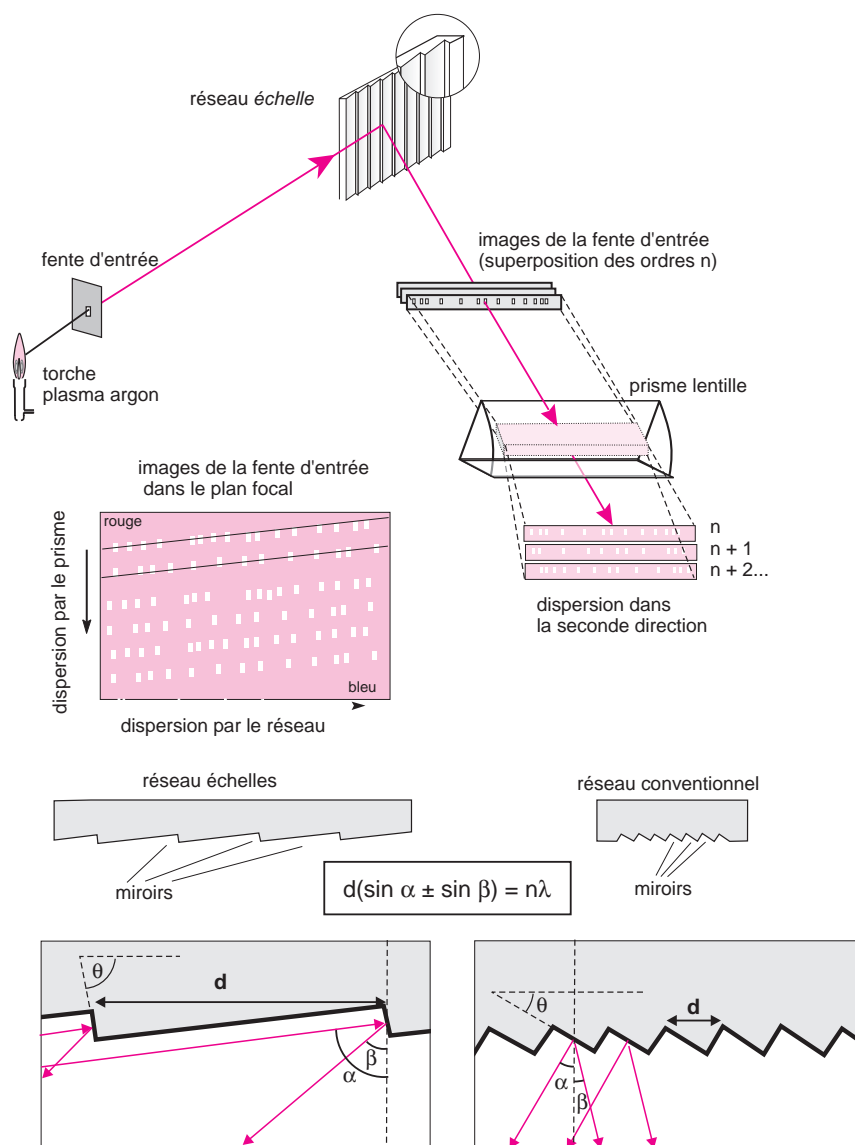 réseau échelle
images de la fente d'entrée
(superposition des ordres n)
fente d'entrée
torche
plasma argon
prisme lentille
images de la fente d'entrée
dans le plan focal
rouge
dispersion par le prisme
bleu
dispersion par le réseau
n
n + 1
n + 2...
dispersion dans
la seconde direction
réseau échelles
réseau conventionnel
miroirs
miroirs
d(sin α ± sin β) = nλ
θ
d
α
β
θ
d
α
β